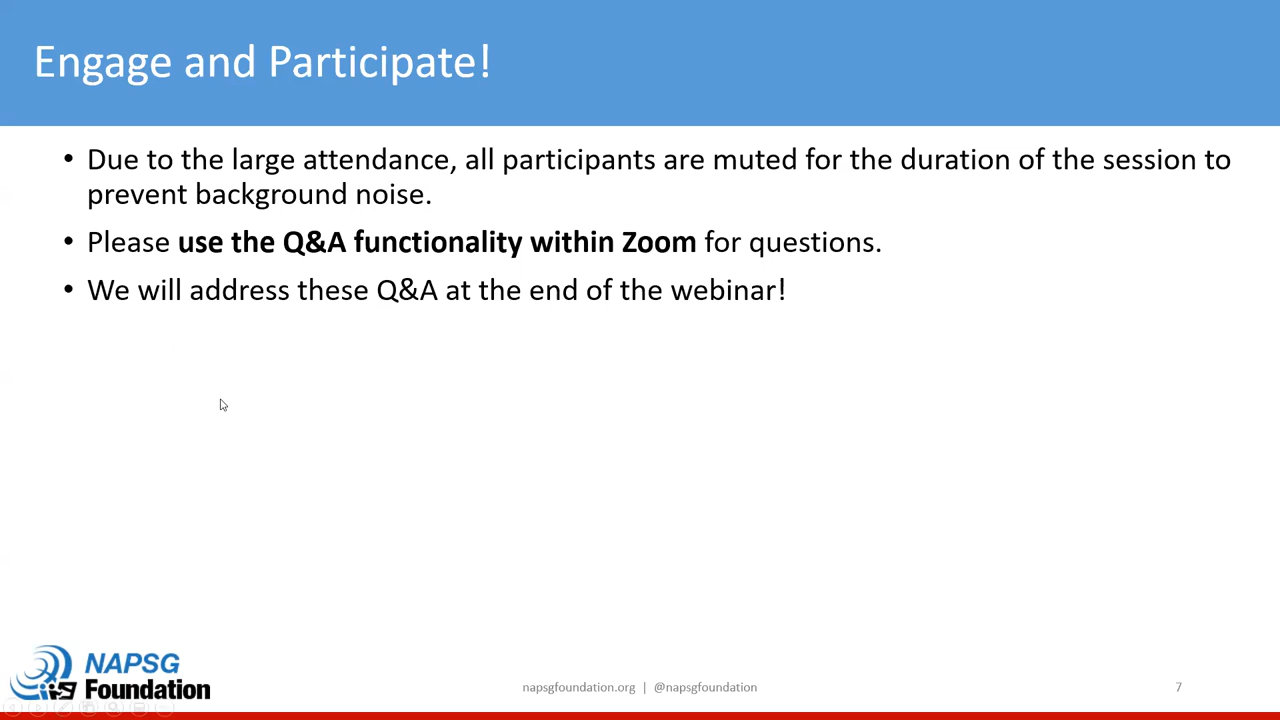 Engage and Participate!
• Due to the large attendance, all participants are muted for the duration of the session to
prevent background noise.
• Please use the Q&A functionality within Zoom for questions.
• We will address these Q&A at the end of the webinar!
NAPSG
Foundation
napsgfoundation.org | @napsgfoundation
7